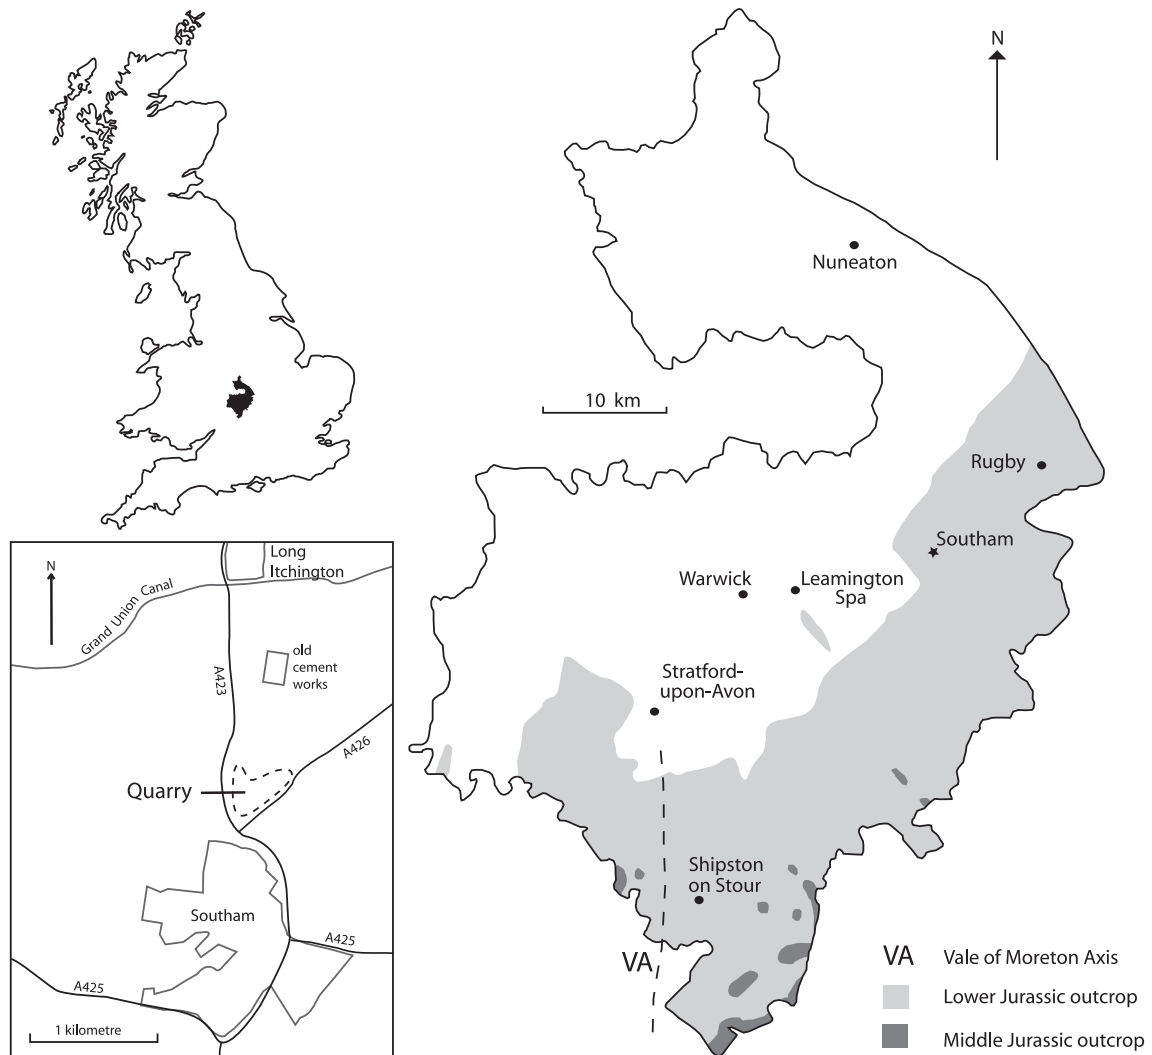 N
Nuneaton
10 km
Rugby
Southam
Warwick
Leamington
Spa
Stratford-
upon-Avon
Shipston
on Stour
VA
VA Vale of Moreton Axis
Lower Jurassic outcrop
Middle Jurassic outcrop
N
Long
Itchington
Grand Union Canal
old
cement
works
A423
A426
Quarry
Southam
A425
A425
1 kilometre